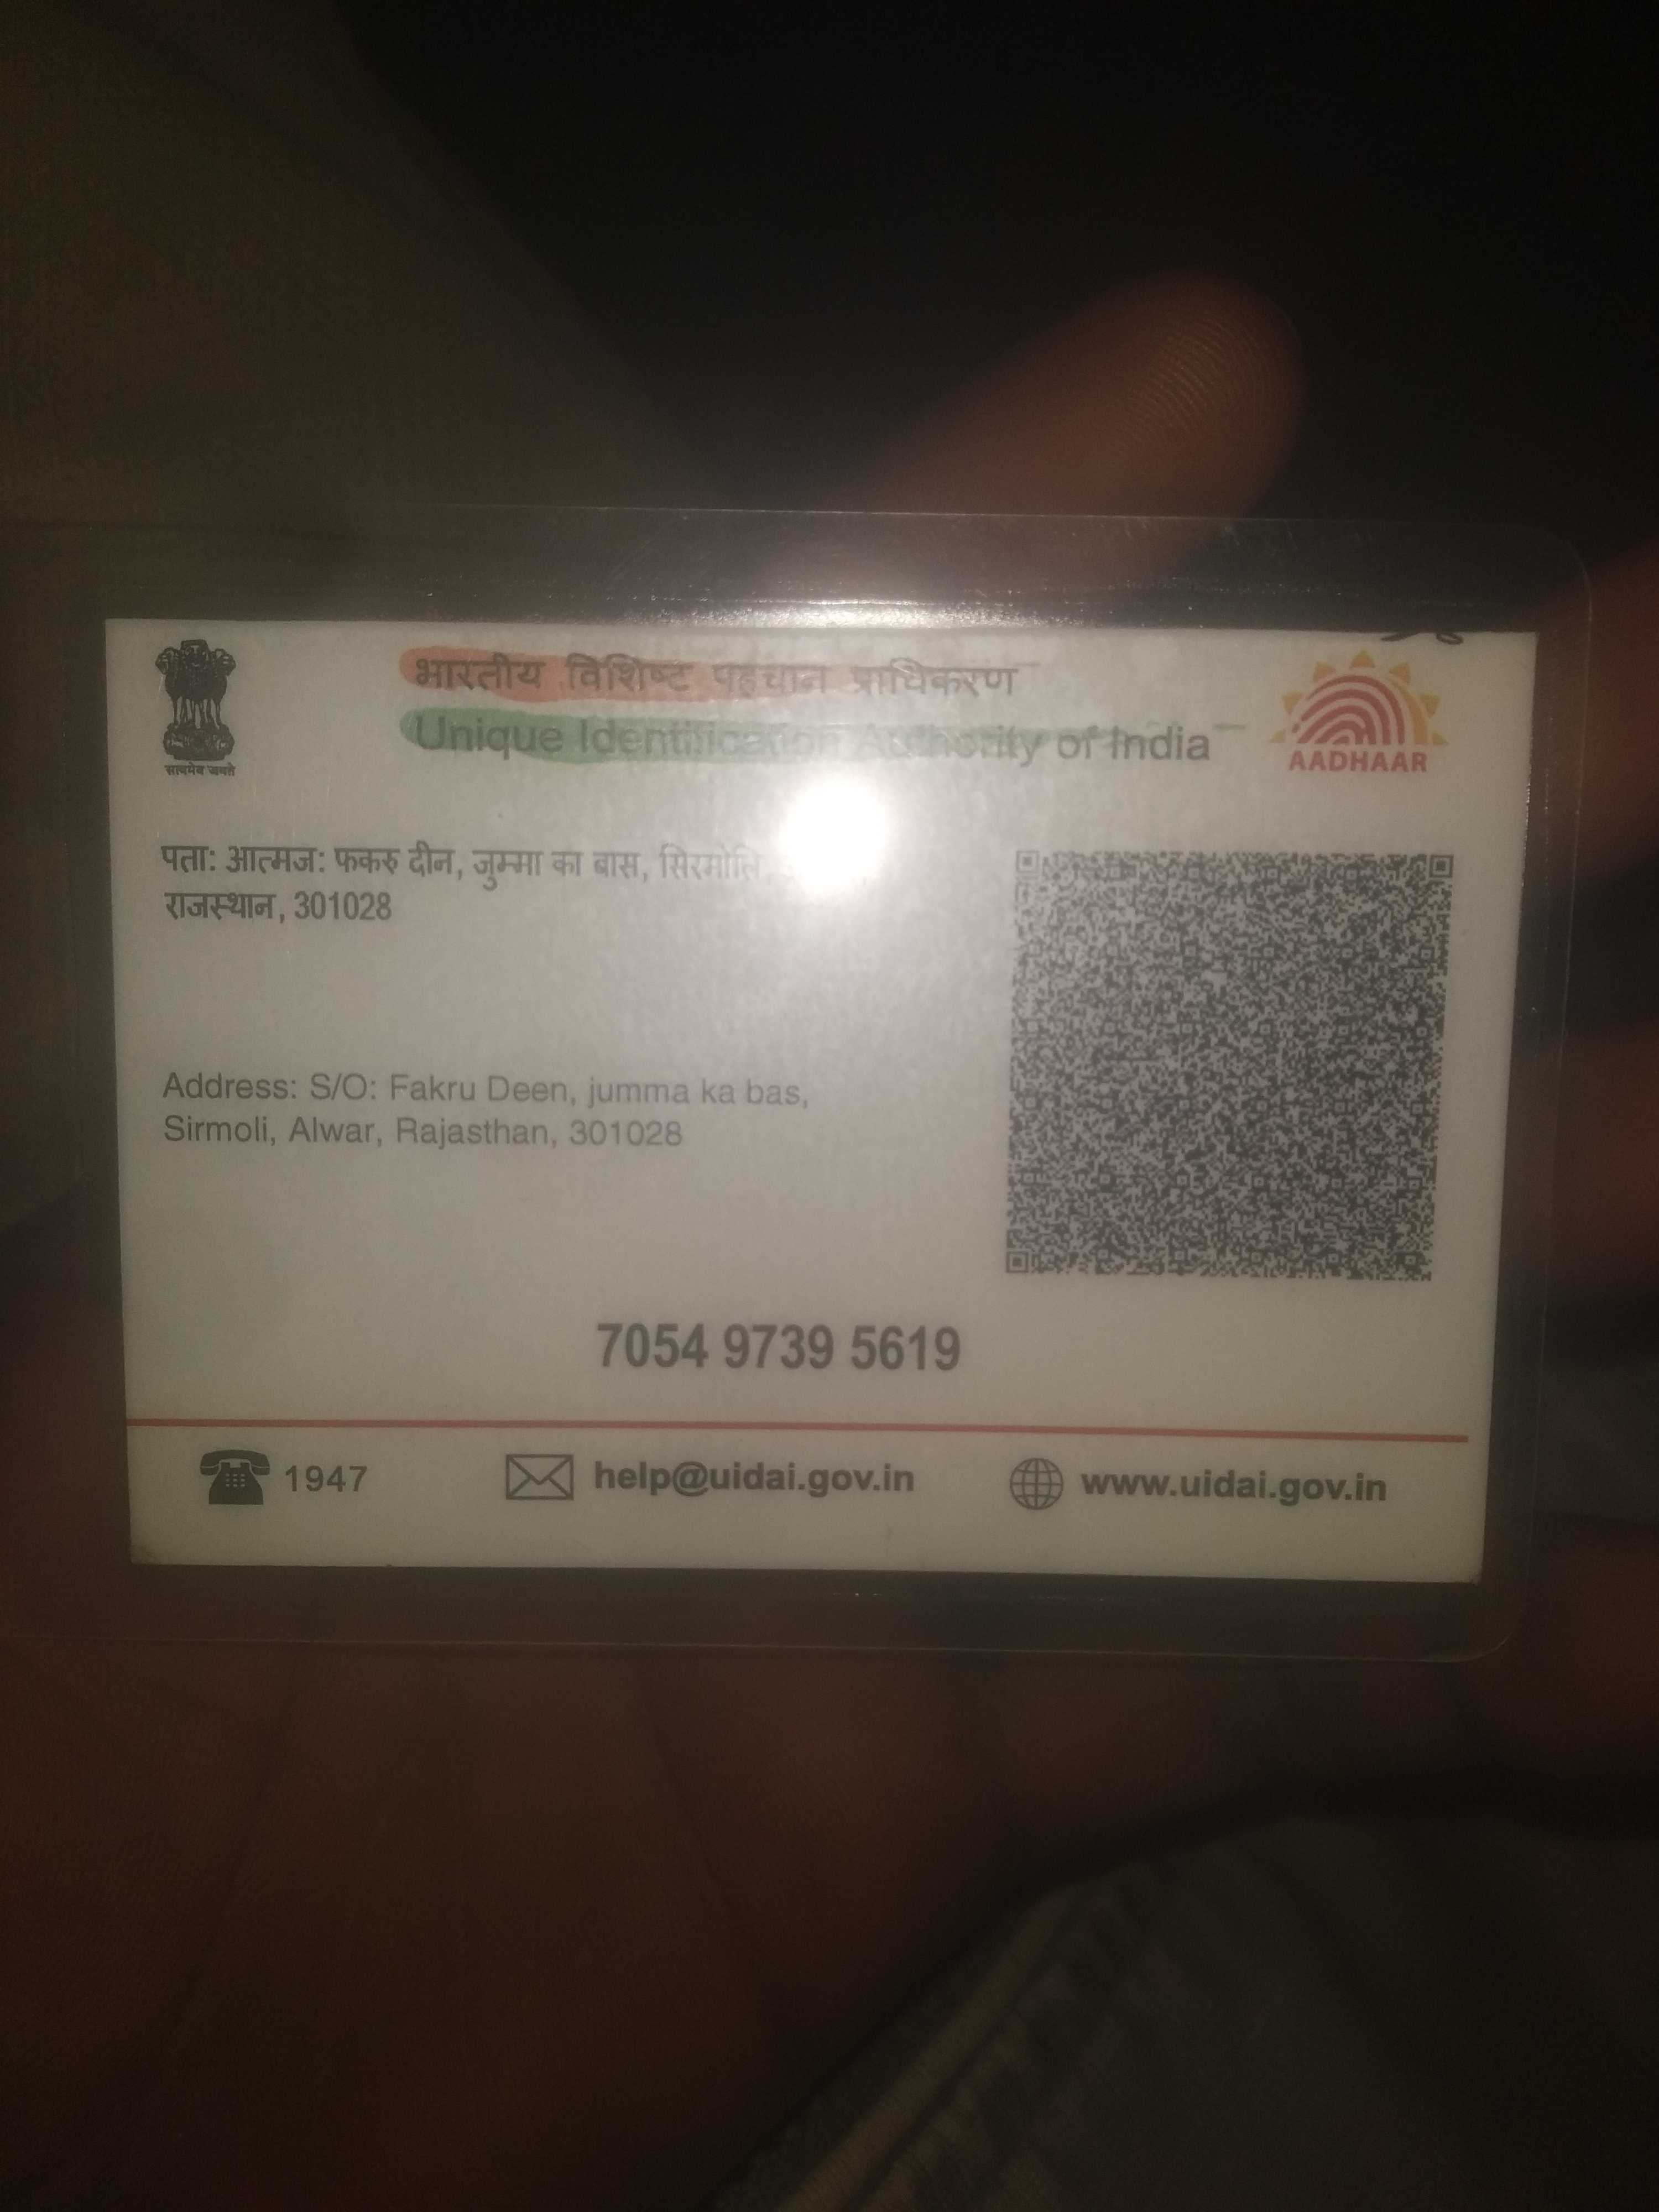 सत्यमेव जयते
भारतीय विशिष्ट पहचान प्राधिकरण
Unique Identification Authority of India
AADHAAR
पता: आत्मज: फकरु दीन, जुम्मा का बास, सिरमोलि
राजस्थान, 301028
Address: S/O: Fakru Deen, jumma ka bas,
Sirmoli, Alwar, Rajasthan, 301028
7054 9739 5619
1947 help@uidai.gov.in www.uidai.gov.in